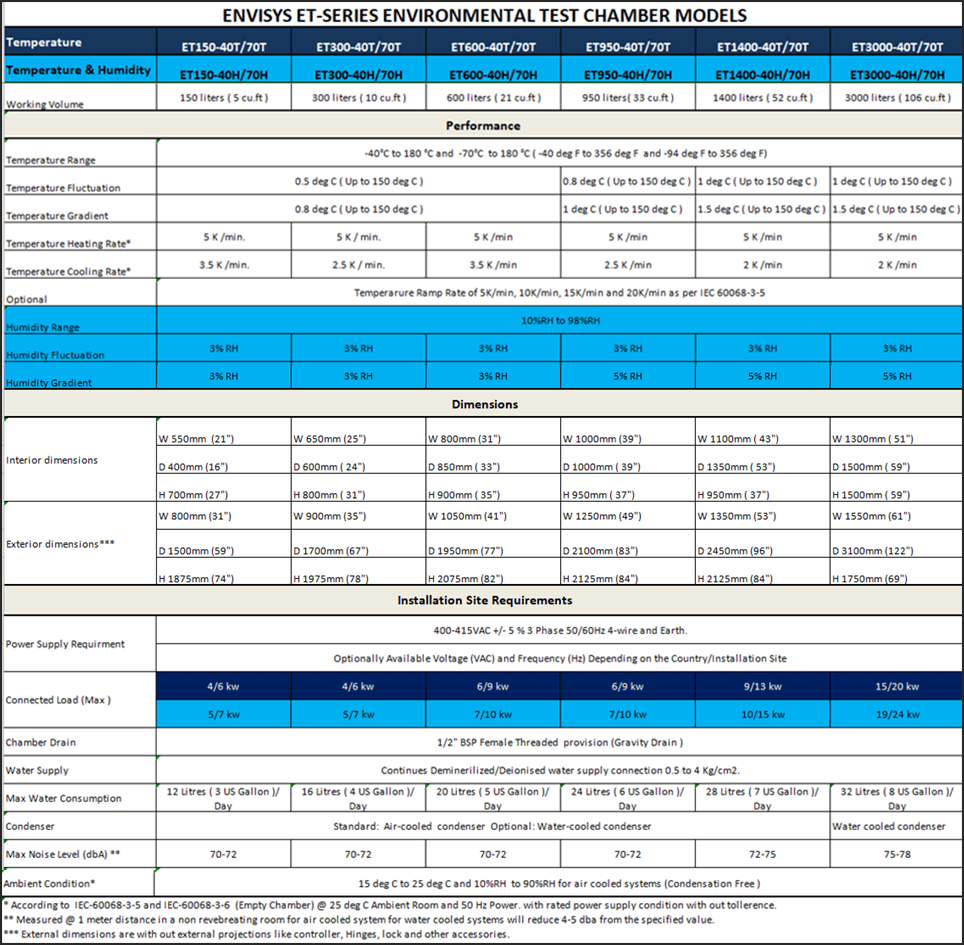 ENVISYS ET-SERIES ENVIRONMENTAL TEST CHAMBER MODELS
Temperature ET150-40T/70T ET300-40T/70T ET600-40T/70T ET950-40T/70T ET1400-40T/70T ET3000-40T/70T
Temperature & Humidity ET150-40H/70H ET300-40H/70H ET600-40H/70H ET950-40H/70H ET1400-40H/70H ET3000-40H/70H
Working Volume 150 liters ( 5 cu.ft ) 300 liters ( 10 cu.ft ) 600 liters ( 21 cu.ft ) 950 liters( 33 cu.ft ) 1400 liters ( 52 cu.ft ) 3000 liters ( 106 cu.ft )
Performance
Temperature Range -40°C to 180 °C and -70°C to 180 °C ( -40 deg F to 356 deg F and -94 deg F to 356 deg F)
Temperature Fluctuation 0.5 deg C ( Up to 150 deg C ) 0.8 deg C ( Up to 150 deg C ) 1 deg C ( Up to 150 deg C ) 1 deg C ( Up to 150 deg C )
Temperature Gradient 0.8 deg C ( Up to 150 deg C ) 1 deg C ( Up to 150 deg C ) 1.5 deg C ( Up to 150 deg C ) 1.5 deg C ( Up to 150 deg C )
Temperature Heating Rate* 5 K /min. 5 K / min. 5 K /min 5 K /min 5 K /min 5 K /min
Temperature Cooling Rate* 3.5 K /min. 2.5 K / min. 3.5 K /min 2.5 K /min 2 K /min 2 K /min
Optional Temperarure Ramp Rate of 5K/min, 10K/min, 15K/min and 20K/min as per IEC 60068-3-5
Humidity Range 10%RH to 98%RH
Humidity Fluctuation 3% RH 3% RH 3% RH 3% RH 3% RH 3% RH
Humidity Gradient 3% RH 3% RH 3% RH 5% RH 5% RH 5% RH
Dimensions
Interior dimensions
W 550mm (21") W 650mm (25") W 800mm (31") W 1000mm (39") W 1100mm ( 43") W 1300mm ( 51")
D 400mm (16") D 600mm ( 24") D 850mm ( 33") D 1000mm ( 39") D 1350mm ( 53") D 1500mm ( 59")
H 700mm (27") H 800mm ( 31") H 900mm ( 35") H 950mm ( 37") H 950mm ( 37") H 1500mm ( 59")
Exterior dimensions***
W 800mm (31") W 900mm (35") W 1050mm (41") W 1250mm (49") W 1350mm (53") W 1550mm (61")
D 1500mm (59") D 1700mm (67") D 1950mm (77") D 2100mm (83") D 2450mm (96") D 3100mm (122")
H 1875mm (74") H 1975mm (78") H 2075mm (82") H 2125mm (84") H 2125mm (84") H 1750mm (69")
Installation Site Requirements
Power Supply Requirment
400-415VAC +/- 5 % 3 Phase 50/60Hz 4-wire and Earth.
Optionally Available Voltage (VAC) and Frequency (Hz) Depending on the Country/Installation Site
Connected Load (Max )
4/6 kw 4/6 kw 6/9 kw 6/9 kw 9/13 kw 15/20 kw
5/7 kw 5/7 kw 7/10 kw 7/10 kw 10/15 kw 19/24 kw
Chamber Drain 1/2" BSP Female Threaded provision (Gravity Drain )
Water Supply Continues Deminerilized/Deionised water supply connection 0.5 to 4 Kg/cm2.
Max Water Consumption 12 Litres ( 3 US Gallon )/ Day 16 Litres ( 4 US Gallon )/ Day 20 Litres ( 5 US Gallon )/ Day 24 Litres ( 6 US Gallon )/ Day 28 Litres ( 7 US Gallon )/ Day 32 Litres ( 8 US Gallon )/ Day
Condenser Standard: Air-cooled condenser Optional: Water-cooled condenser Water cooled condenser
Max Noise Level (dbA) ** 70-72 70-72 70-72 70-72 72-75 75-78
Ambient Condition* 15 deg C to 25 deg C and 10%RH to 90%RH for air cooled systems (Condensation Free )
* According to IEC-60068-3-5 and IEC-60068-3-6 (Empty Chamber) @ 25 deg C Ambient Room and 50 Hz Power. with rated power supply condition with out tollerence.
** Measured @ 1 meter distance in a non revebreating room for air cooled system for water cooled systems will reduce 4-5 dba from the specified value.
*** External dimensions are with out external projections like controller, Hinges, lock and other accessories.